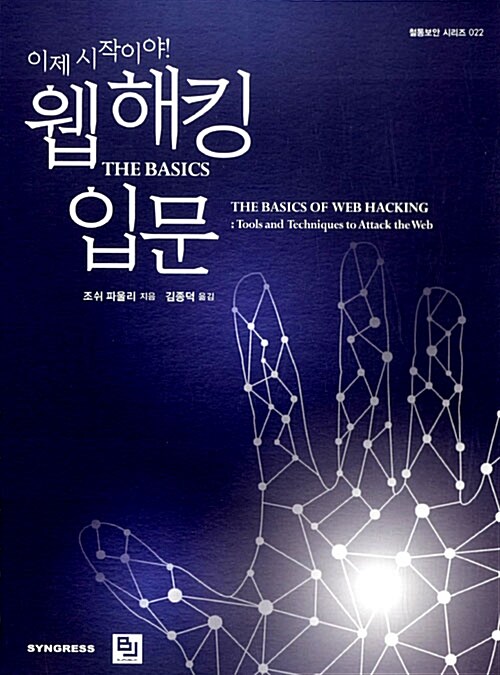 철통보안 시리즈 022
이제 시작이야!
웹 해킹
THE BASICS
입문
THE BASICS OF WEB HACKING
: Tools and Techniques to Attack the Web
조쉬 파울리 지음 김종덕 옮김
SYNGRESS
BJ